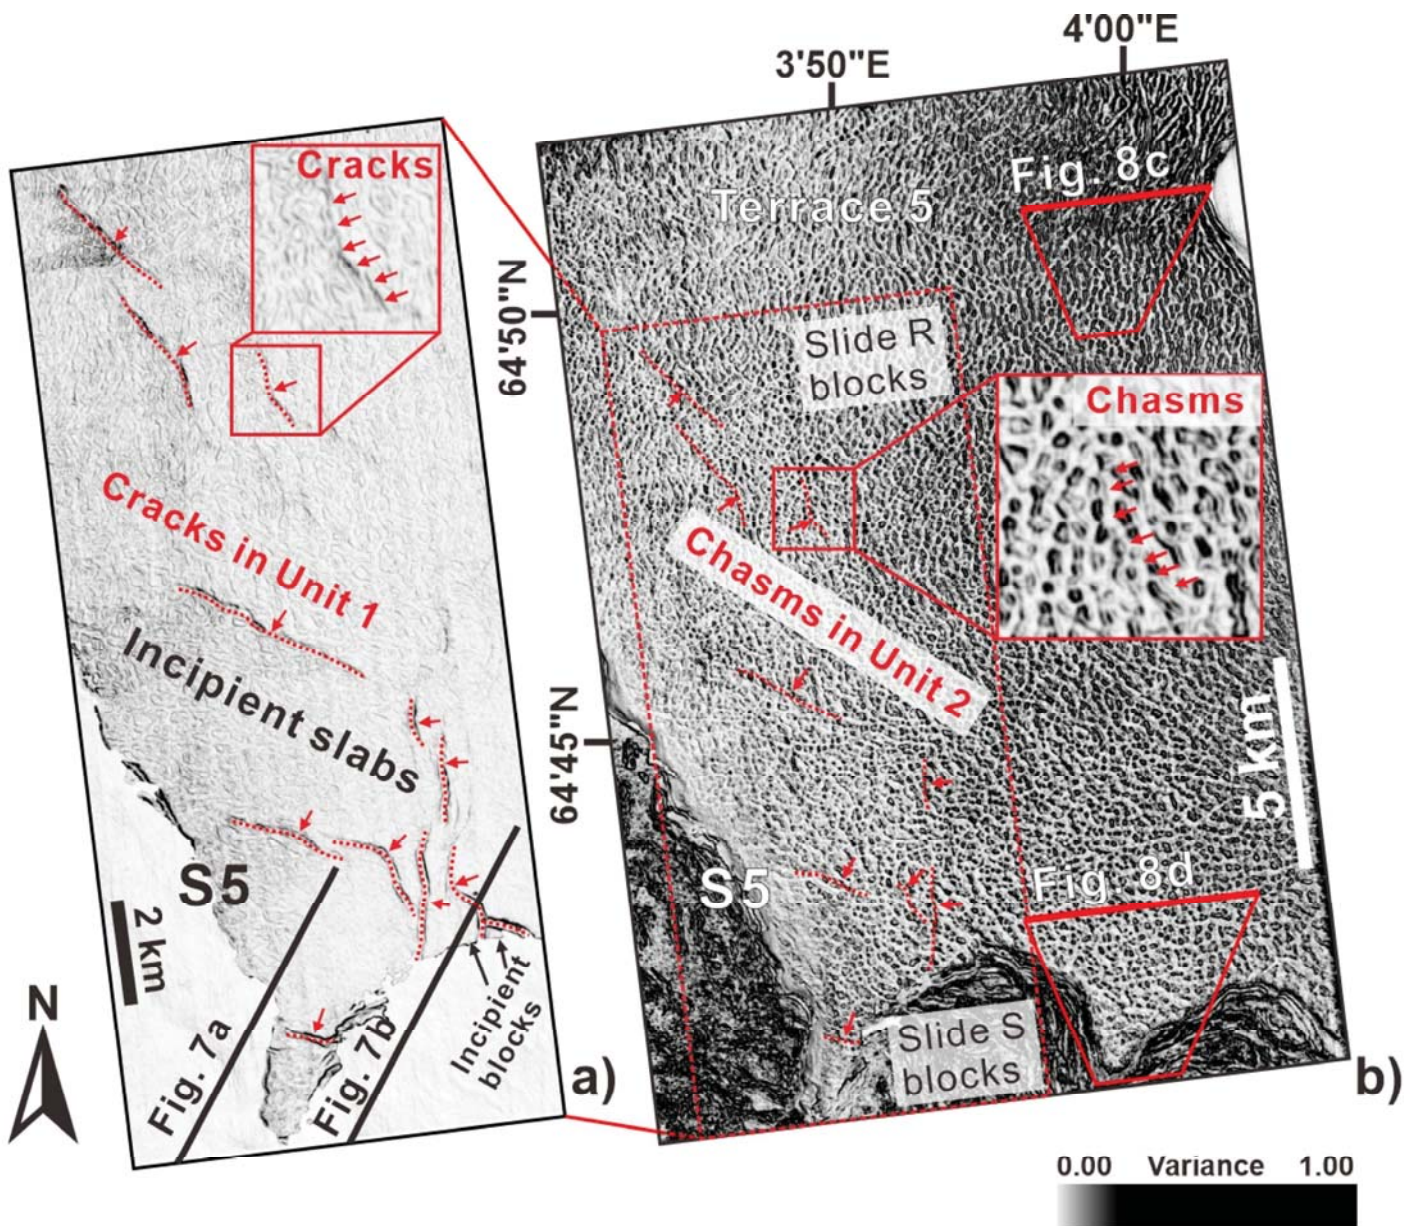 4'00"E
3'50"E
Cracks
Fig. 8c
Terrace 5
64'50"N
Slide R
blocks
Chasms
Cracks in Unit 1
Chasms in Unit 2
Incipient slabs
64'45"N
5 km
S5
S5
Fig. 8d
2 km
N
Fig. 7a
Fig. 7b
Incipient
blocks
Slide S
blocks
a)
b)
0.00 Variance 1.00